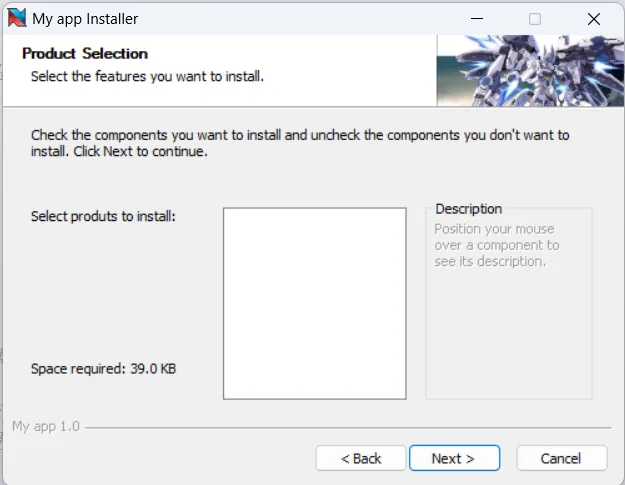 My app Installer
Product Selection
Select the features you want to install.
Check the components you want to install and uncheck the components you don't want to
install. Click Next to continue.
Select produts to install:
Description
Position your mouse
over a component to
see its description.
Space required: 39.0 KB
My app 1.0
< Back
Next >
Cancel